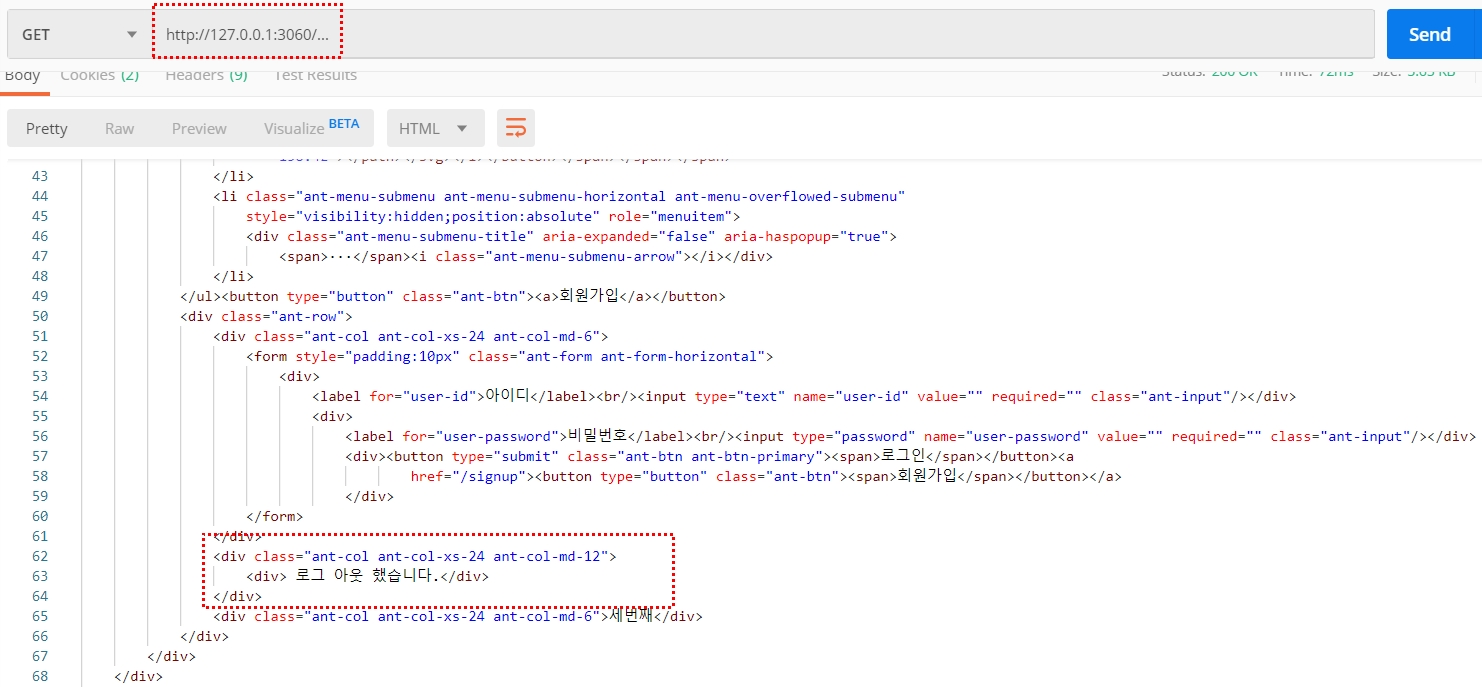 GET http://127.0.0.1:3060/... Send
Body Cookies (2) Headers (9) Test Results Status: 200 OK Time: 72ms Size: 5.63 KB
Pretty Raw Preview Visualize BETA HTML
43 </li>
44 <li class="ant-menu-submenu ant-menu-submenu-horizontal ant-menu-overflowed-submenu"
45 style="visibility:hidden;position:absolute" role="menuitem">
46 <div class="ant-menu-submenu-title" aria-expanded="false" aria-haspopup="true">
47 <span>···</span><i class="ant-menu-submenu-arrow"></i></div>
48 </li>
49 </ul><button type="button" class="ant-btn"><a>회원가입</a></button>
50 <div class="ant-row">
51 <div class="ant-col ant-col-xs-24 ant-col-md-6">
52 <form style="padding:10px" class="ant-form ant-form-horizontal">
53 <div>
54 <label for="user-id">아이디</label><br/><input type="text" name="user-id" value="" required="" class="ant-input"/></div>
55 <div>
56 <label for="user-password">비밀번호</label><br/><input type="password" name="user-password" value="" required="" class="ant-input"/></div>
57 <div><button type="submit" class="ant-btn ant-btn-primary"><span>로그인</span></button><a
58 href="/signup"><button type="button" class="ant-btn"><span>회원가입</span></button></a>
59 </div>
60 </form>
61 </div>
62 <div class="ant-col ant-col-xs-24 ant-col-md-12">
63 <div> 로그 아웃 했습니다.</div>
64 </div>
65 <div class="ant-col ant-col-xs-24 ant-col-md-6">세번째</div>
66 </div>
67 </div>
68 </div>